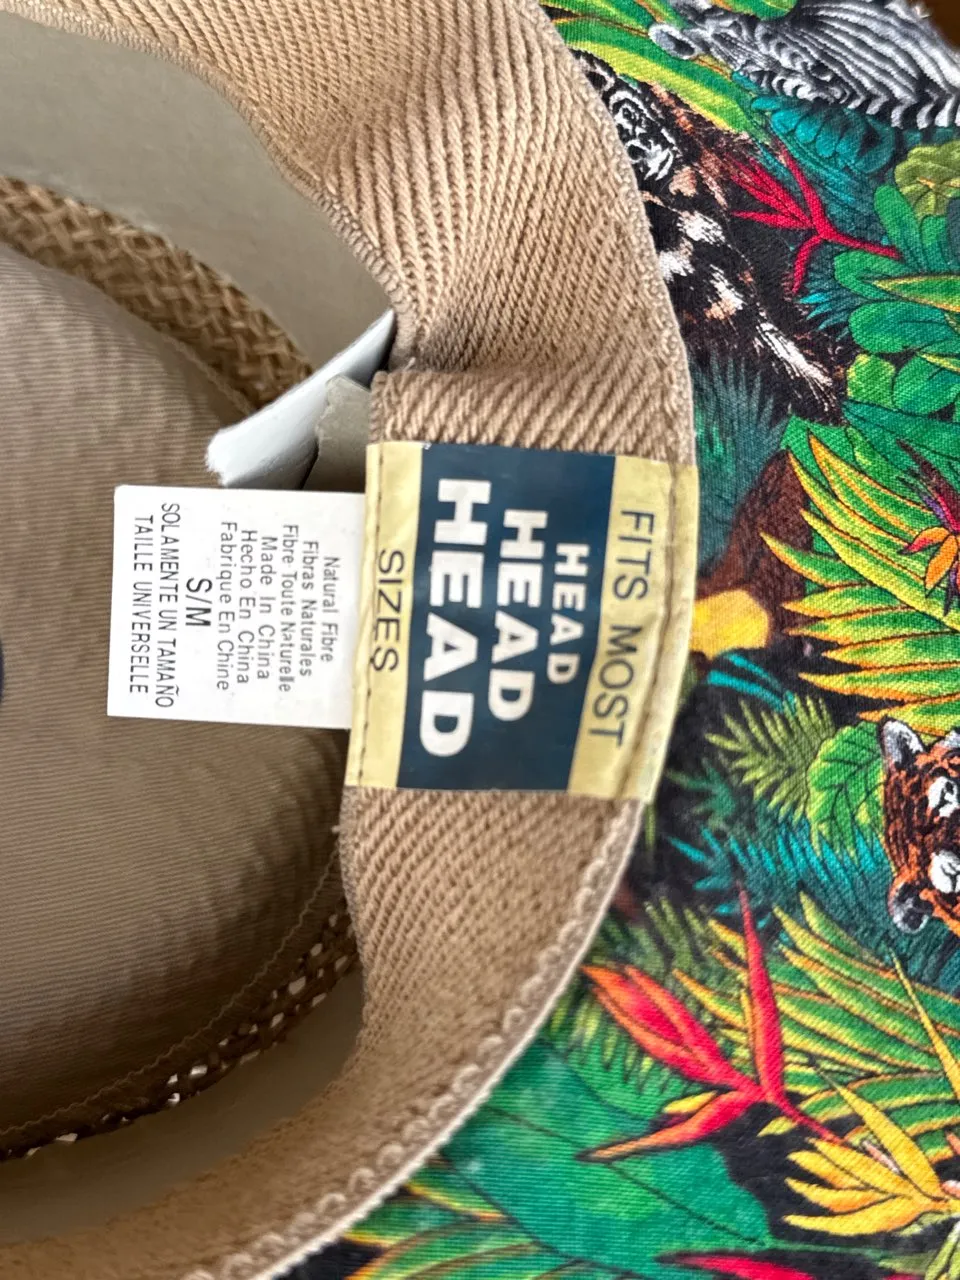 FITS MOST
HEAD
HEAD
HEAD
SIZES
Natural Fibre
Fibras Naturales
Fibre Toute Naturelle
Made In China
Hecho En China
Fabrique En Chine
S/M
SOLAMENTE UN TAMAÑO
TAILLE UNIVERSELLE